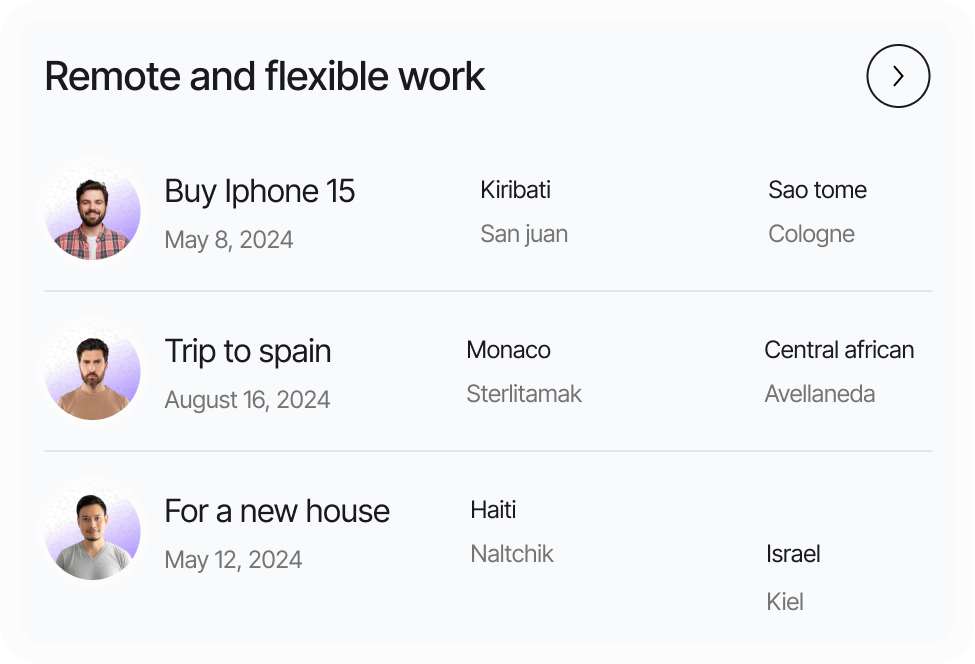 Remote and flexible work
Buy Iphone 15
Kiribati
Sao tome
May 8, 2024
San juan
Cologne
Trip to spain
Monaco
Central african
August 16, 2024
Sterlitamak
Avellaneda
For a new house
Haiti
May 12, 2024
Naltchik
Israel
Kiel